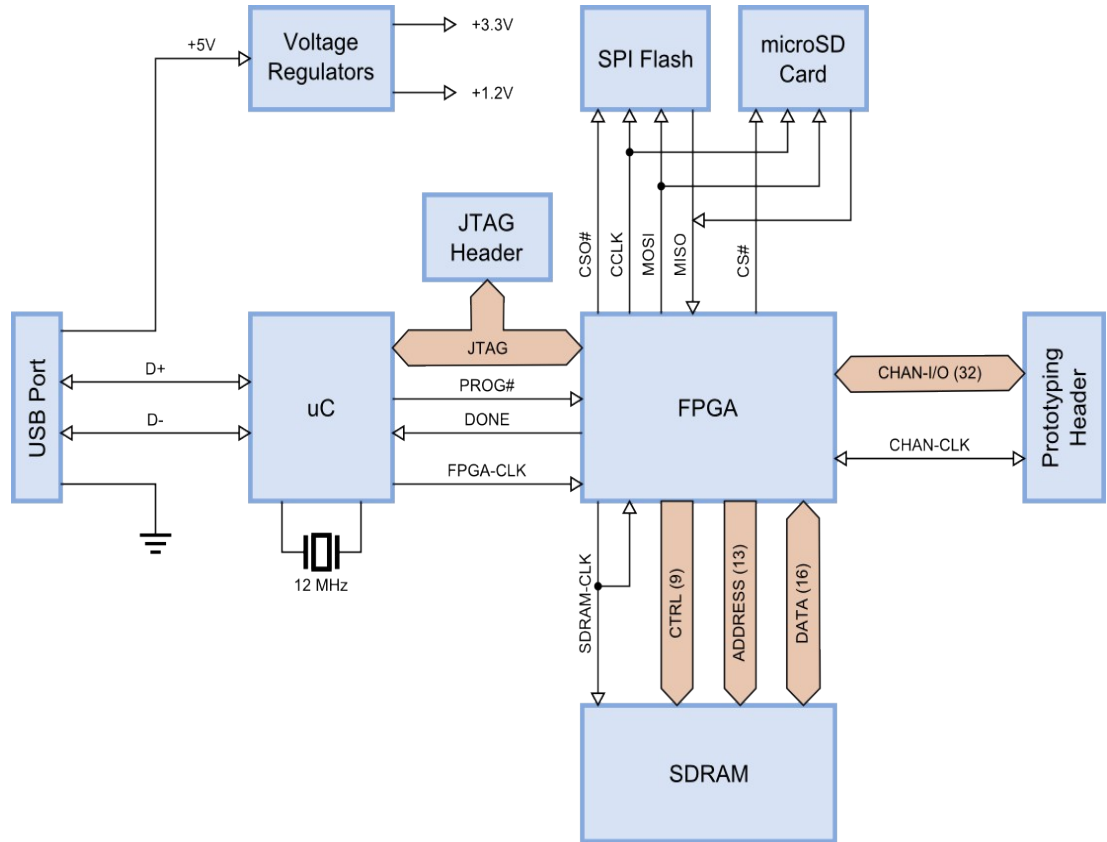 +5V
Voltage
Regulators
+3.3V
+1.2V
SPI Flash
microSD
Card
JTAG
Header
CSO#
CCLK
MOSI
MISO
CS#
USB Port
D+
D-
uC
JTAG
PROG#
DONE
FPGA-CLK
FPGA
CHAN-I/O (32)
CHAN-CLK
Prototyping
Header
12 MHz
SDRAM-CLK
CTRL (9)
ADDRESS (13)
DATA (16)
SDRAM